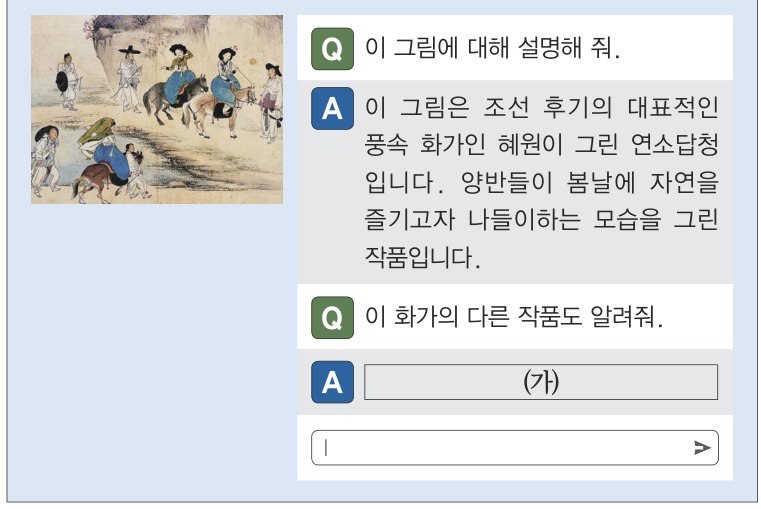 Q 이 그림에 대해 설명해 줘.
A 이 그림은 조선 후기의 대표적인
풍속 화가인 혜원이 그린 연소답청
입니다. 양반들이 봄날에 자연을
즐기고자 나들이하는 모습을 그린
작품입니다.
Q 이 화가의 다른 작품도 알려줘.
A (가)